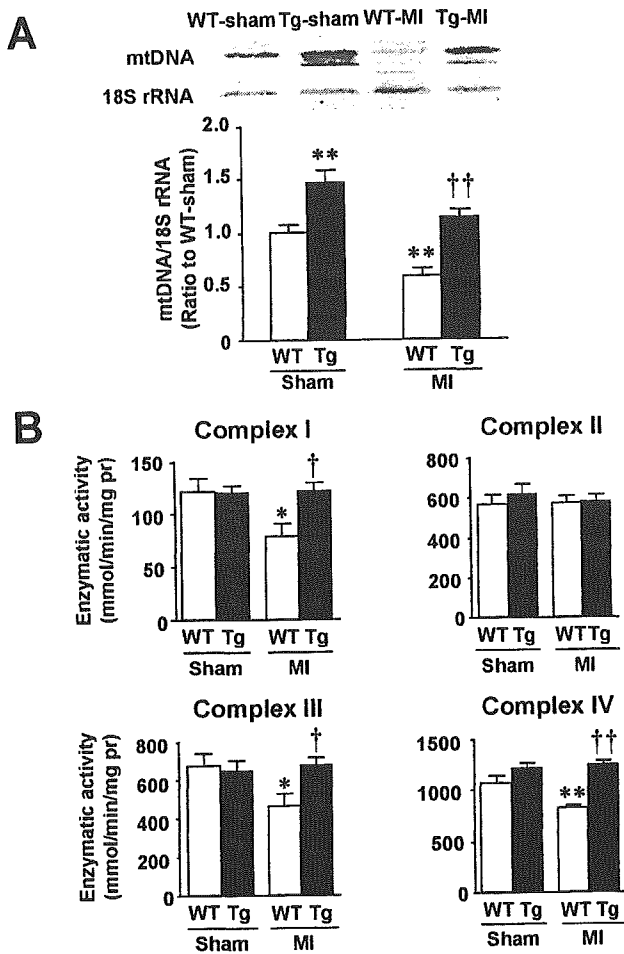 A
WT-sham Tg-sham WT-MI Tg-MI
mtDNA
18S rRNA
mtDNA/18S rRNA
(Ratio to WT-sham)
2.0
1.5
1.0
0.5
0
**
**
††
WT Tg WT Tg
Sham MI
B
Complex I
Enzymatic activity
(mmol/min/mg pr)
150
100
50
0
*
†
WT Tg WT Tg
Sham MI
Complex II
800
600
400
200
0
WT Tg WT Tg
Sham MI
Complex III
Enzymatic activity
(mmol/min/mg pr)
800
600
400
200
0
*
†
WT Tg WT Tg
Sham MI
Complex IV
1500
1000
500
0
**
††
WT Tg WT Tg
Sham MI